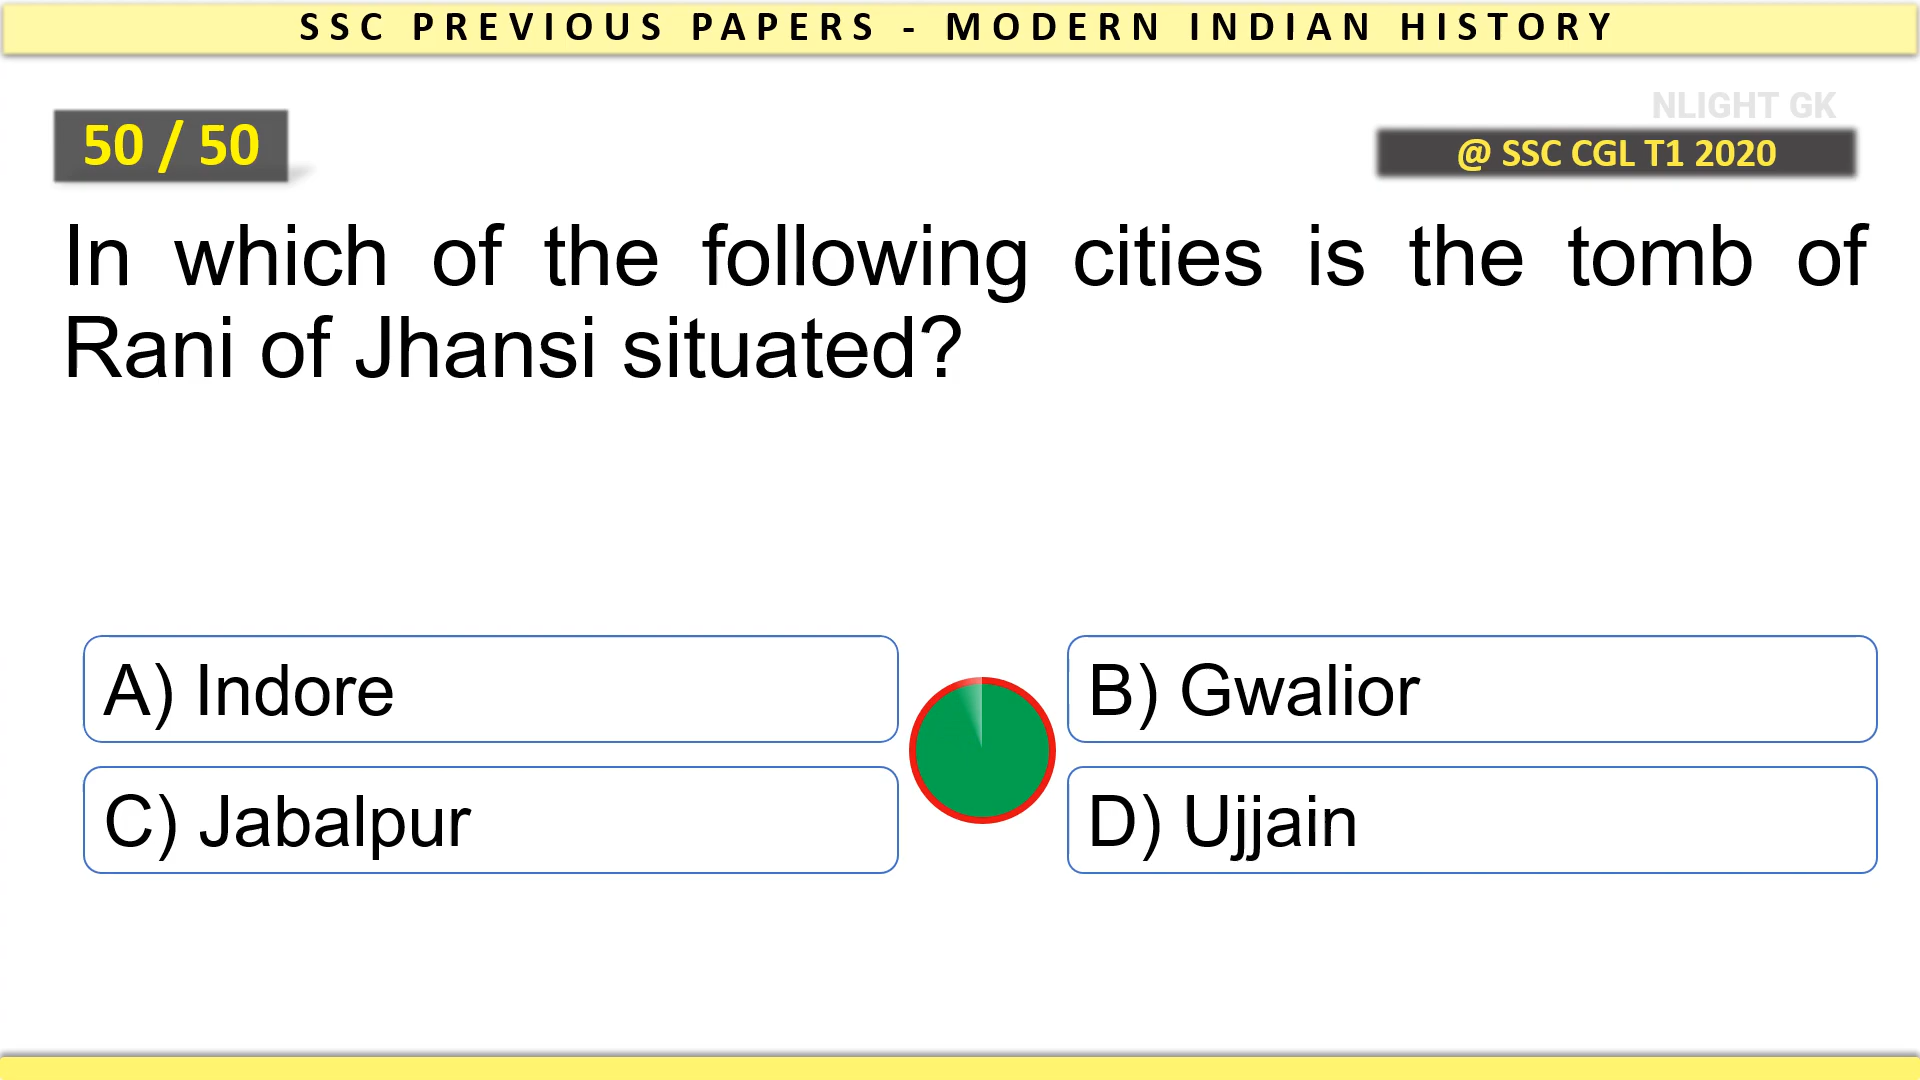 SSC PREVIOUS PAPERS - MODERN INDIAN HISTORY
NLIGHT GK
50 / 50
@ SSC CGL T1 2020
In which of the following cities is the tomb of
Rani of Jhansi situated?
A) Indore
B) Gwalior
C) Jabalpur
D) Ujjain